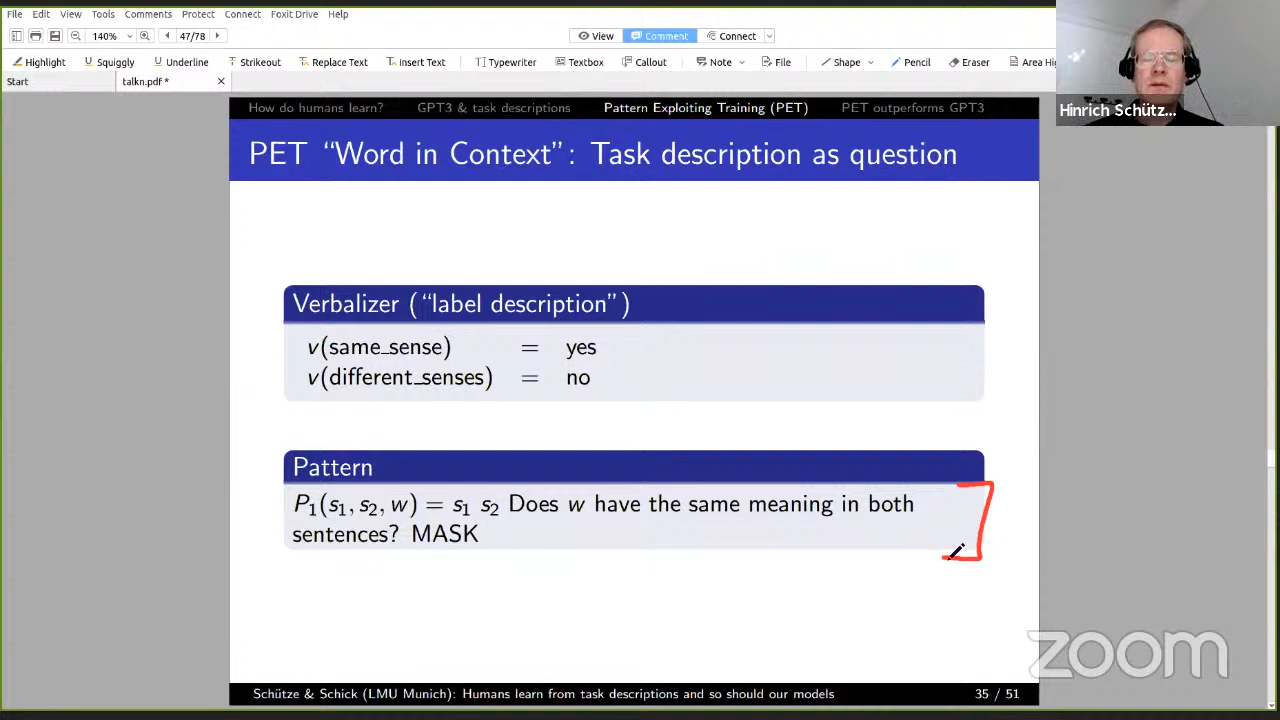 File Edit View Tools Comments Protect Connect Foxit Drive Help
140% 47/78 View Comment Connect
Highlight Squiggly Underline Strikeout Replace Text Insert Text Typewriter Textbox Callout Note File Shape Pencil Eraser Area Hig
Start talkn.pdf * ×
Hinrich Schütz...
How do humans learn? GPT3 & task descriptions Pattern Exploiting Training (PET) PET outperforms GPT3
PET “Word in Context”: Task description as question
Verbalizer (“label description”)
v(same_sense) = yes
v(different_senses) = no
Pattern
P₁(s₁, s₂, w) = s₁ s₂ Does w have the same meaning in both
sentences? MASK
zoom
Schütze & Schick (LMU Munich): Humans learn from task descriptions and so should our models 35 / 51